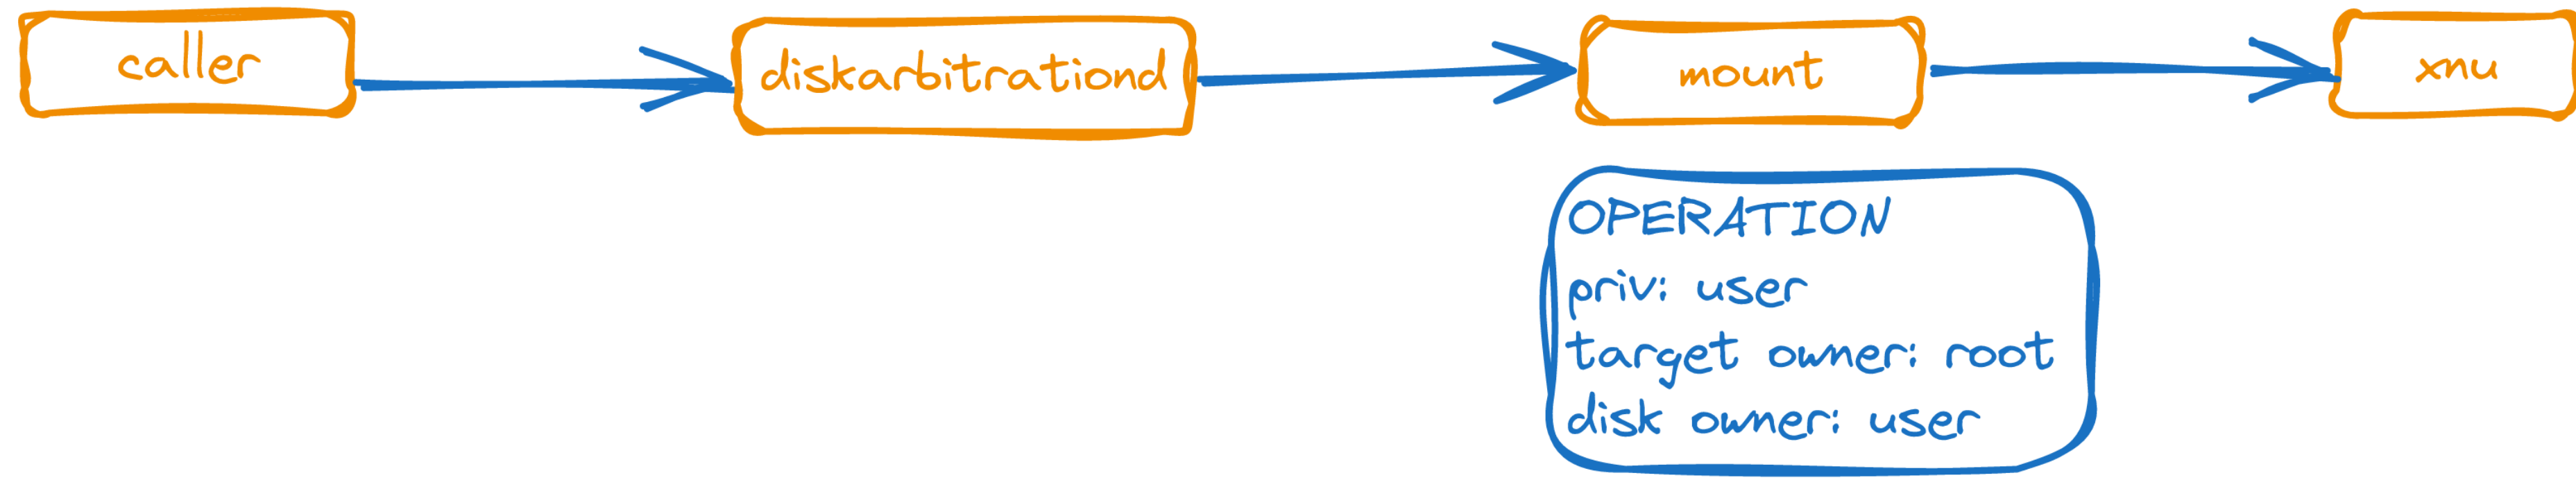 caller
diskarbitrationd
mount
xnu
OPERATION
priv: user
target owner: root
disk owner: user